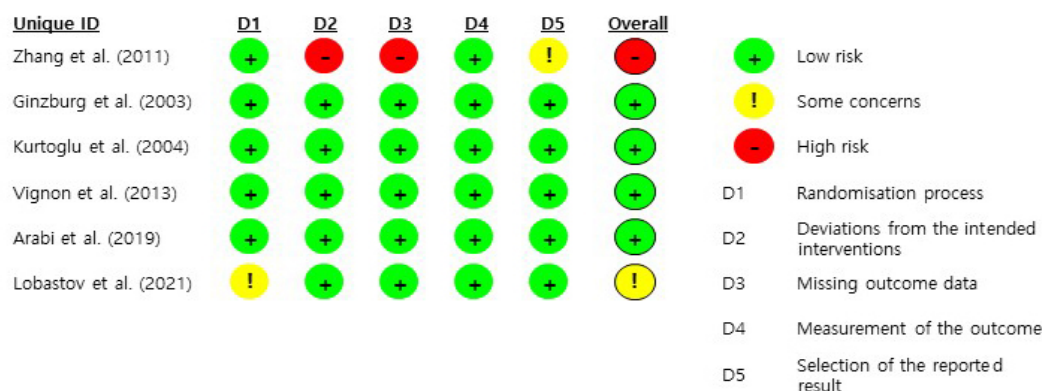 Unique ID D1 D2 D3 D4 D5 Overall
Zhang et al. (2011) + - - + ! -
Ginzburg et al. (2003) + + + + + +
Kurtoglu et al. (2004) + + + + + +
Vignon et al. (2013) + + + + + +
Arabi et al. (2019) + + + + + +
Lobastov et al. (2021) ! + + + + !
+ Low risk
! Some concerns
- High risk
D1 Randomisation process
D2 Deviations from the intended
interventions
D3 Missing outcome data
D4 Measurement of the outcome
D5 Selection of the reported
result